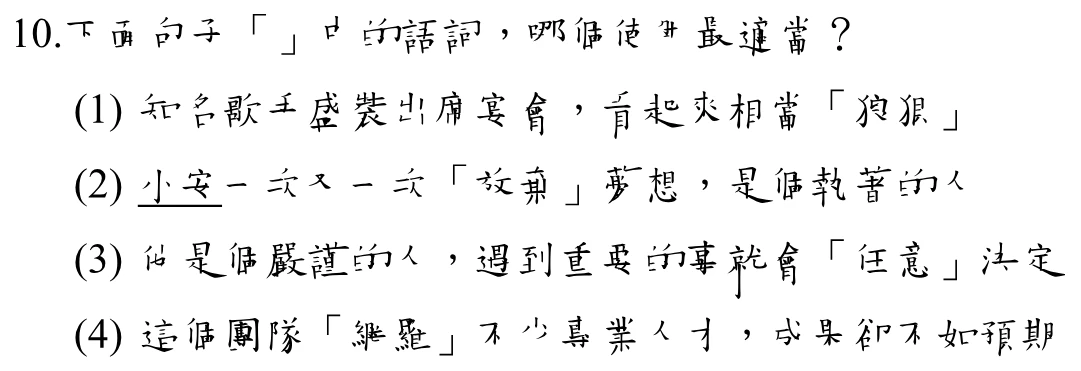 10.下面句子「」中的話詞，哪個使用最適當？
(1) 知名歌王盛裝出席宴會，看起來相當「狼狽」
(2) 小安一次又一次「放棄」夢想，是個執著的人
(3) 他是個嚴謹的人，遇到重要的事就會「任意」決定
(4) 這個團隊「網羅」不少專業人才，成果卻不如預期